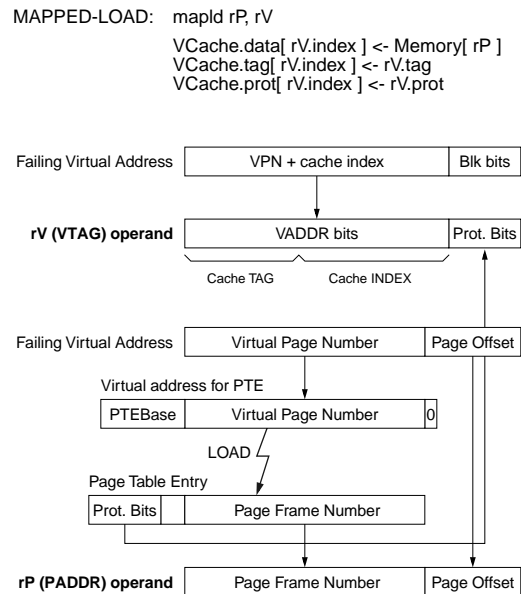 MAPPED-LOAD: mapld rP, rV
VCache.data[ rV.index ] <- Memory[ rP ]
VCache.tag[ rV.index ] <- rV.tag
VCache.prot[ rV.index ] <- rV.prot
Failing Virtual Address VPN + cache index Blk bits
rV (VTAG) operand VADDR bits Prot. Bits
Cache TAG Cache INDEX
Failing Virtual Address Virtual Page Number Page Offset
Virtual address for PTE
PTEBase Virtual Page Number 0
LOAD
Page Table Entry
Prot. Bits Page Frame Number
rP (PADDR) operand Page Frame Number Page Offset